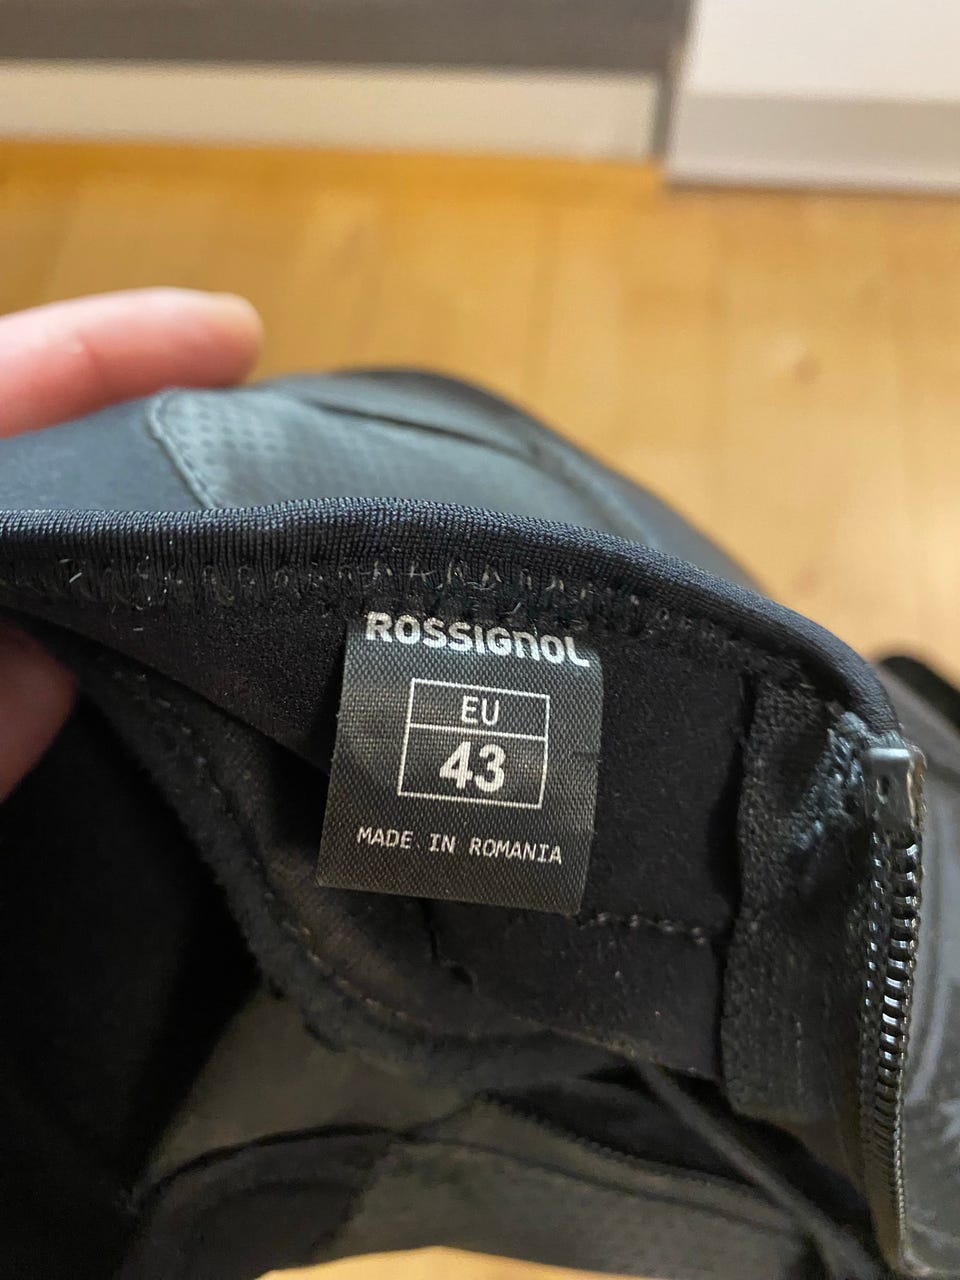 ROSSIGNOL
EU
43
MADE IN ROMANIA